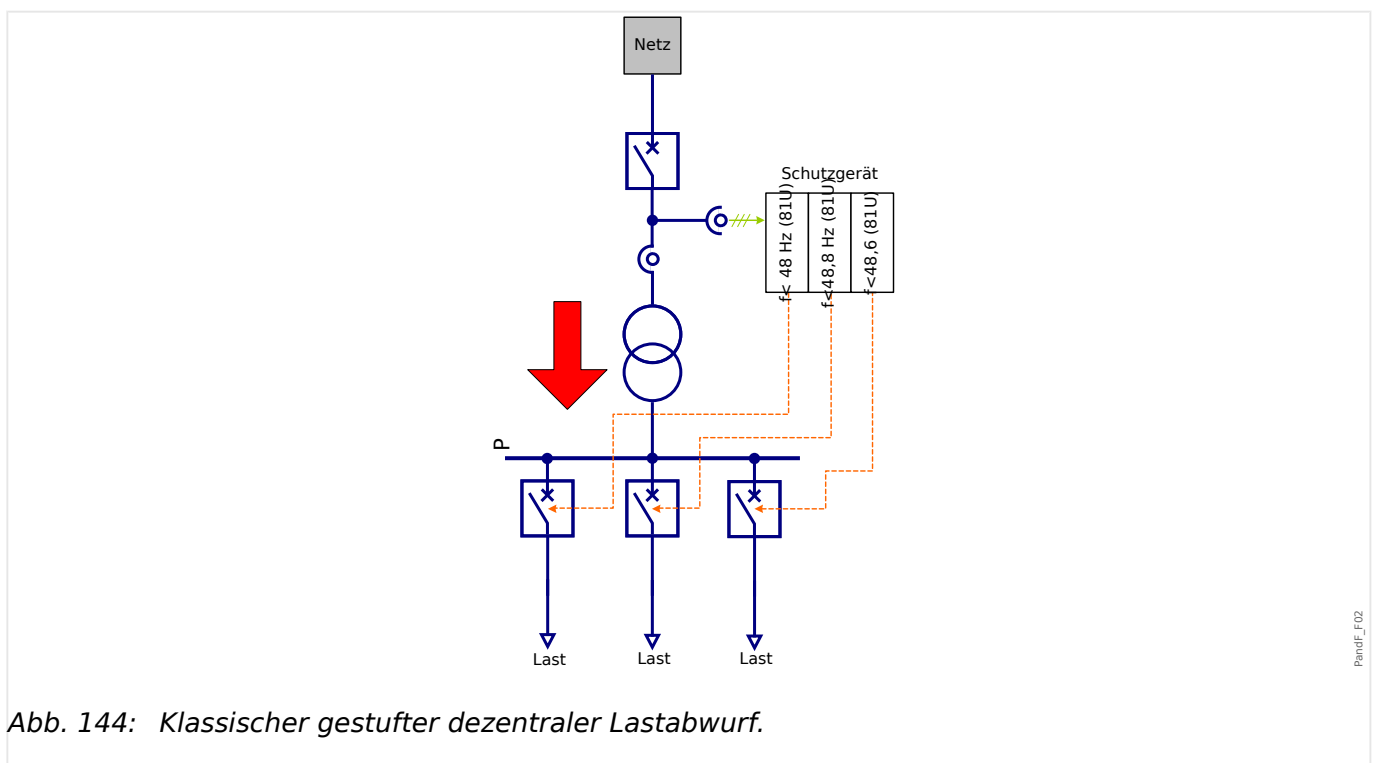 Netz
Schutzgerät
f< 48 Hz (81U)
f<48,8 Hz (81U)
f<48,6 (81U)
P
Last
Last
Last
PandF_F02
Abb. 144: Klassischer gestufter dezentraler Lastabwurf.